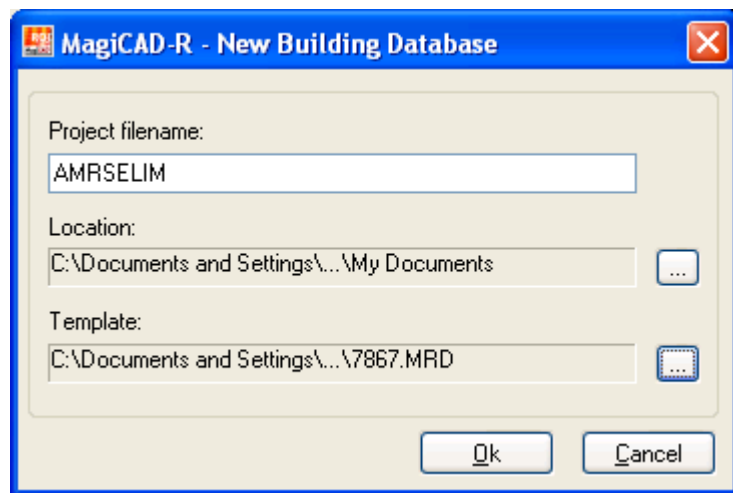 MagiCAD-R - New Building Database
Project filename:
AMRSELIM
Location:
C:\Documents and Settings\...\My Documents
...
Template:
C:\Documents and Settings\...\7867.MRD
...
Ok Cancel